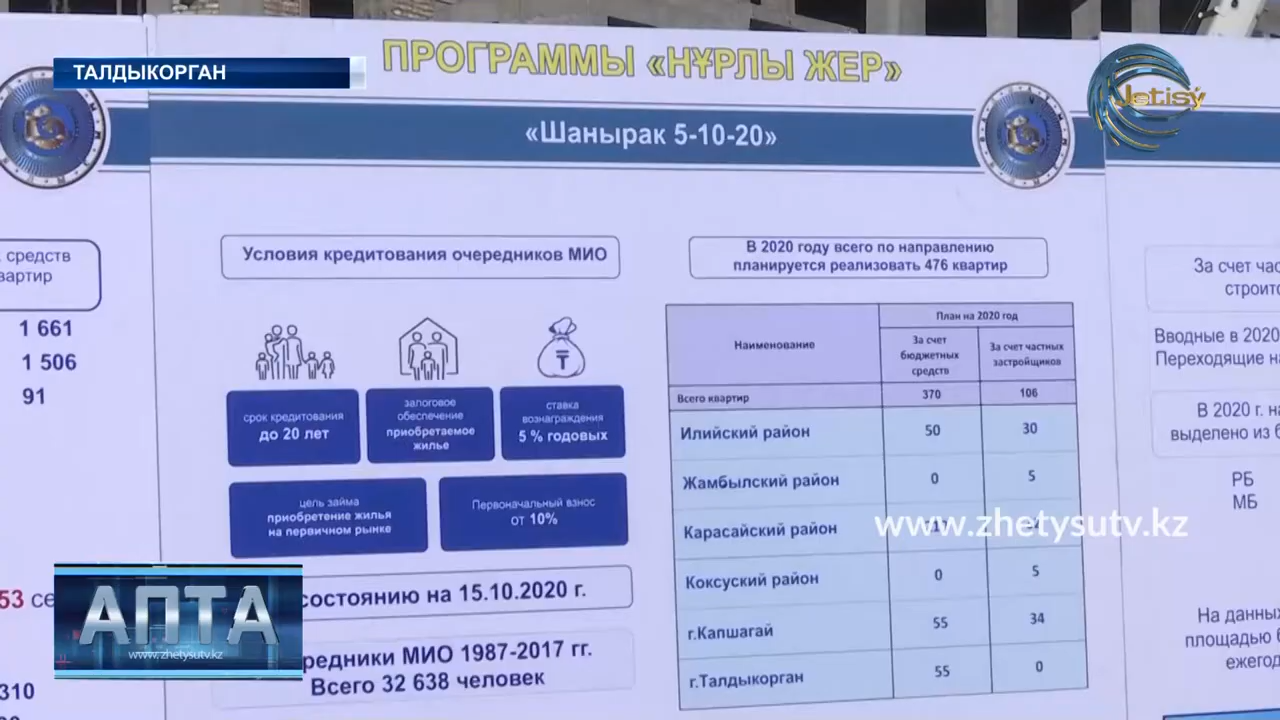 ТАЛДЫКОРГАН
Jetisý
ПРОГРАММЫ «НҰРЛЫ ЖЕР»
«Шанырак 5-10-20»
средств
вартир
1 661
1 506
91
53
310
Условия кредитования очередников МИО
срок кредитования
до 20 лет
залоговое
обеспечение
приобретаемое
жилье
ставка
вознаграждения
5 % годовых
цель займа
приобретение жилья
на первичном рынке
Первоначальный взнос
от 10%
состоянию на 15.10.2020 г.
редники МИО 1987-2017 гг.
Всего 32 638 человек
В 2020 году всего по направлению
планируется реализовать 476 квартир
Наименование
План на 2020 год
За счет
бюджетных
средств
За счет частных
застройщиков
Всего квартир 370 106
Илийский район 50 30
Жамбылский район 0 5
Карасайский район
Коксуский район 0 5
г.Капшагай 55 34
г.Талдыкорган 55 0
За счет час
строит
Вводные в 2020
Переходящие на
В 2020 г. на
выделено из б
РБ
МБ
На данных
площадью б
ежегод
www.zhetysutv.kz
АПТА
www.zhetysutv.kz